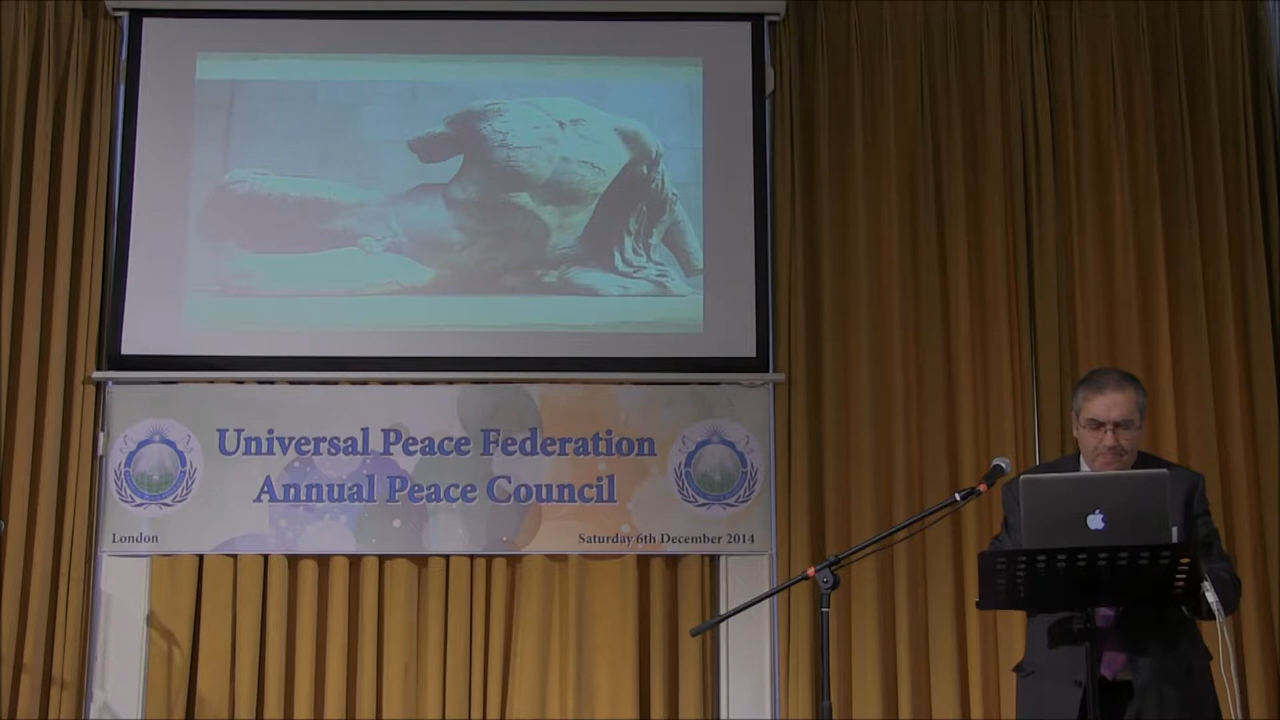 Universal Peace Federation
Annual Peace Council
London
Saturday 6th December 2014